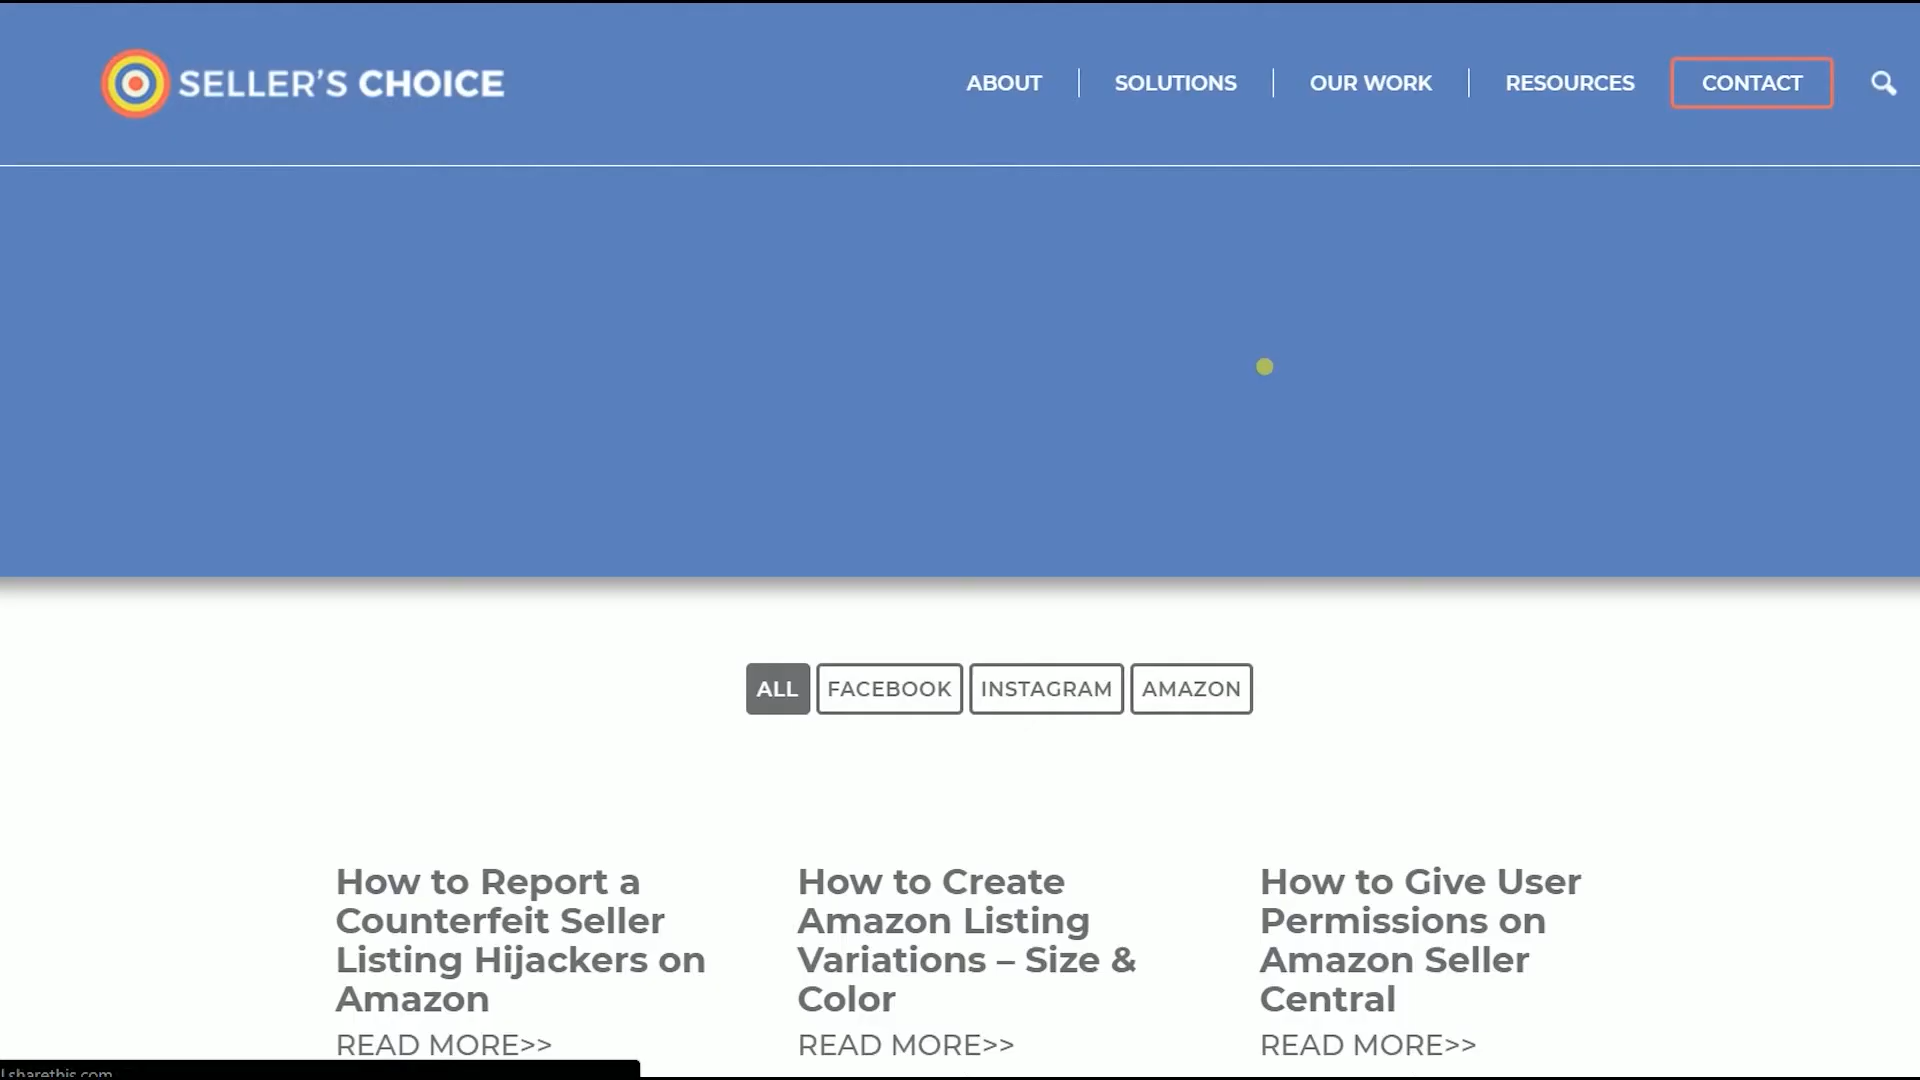 SELLER'S CHOICE
ABOUT
SOLUTIONS
OUR WORK
RESOURCES
CONTACT
ALL
FACEBOOK
INSTAGRAM
AMAZON
How to Report a
Counterfeit Seller
Listing Hijackers on
Amazon
READ MORE>>
How to Create
Amazon Listing
Variations – Size &
Color
READ MORE>>
How to Give User
Permissions on
Amazon Seller
Central
READ MORE>>
l.sharethis.com